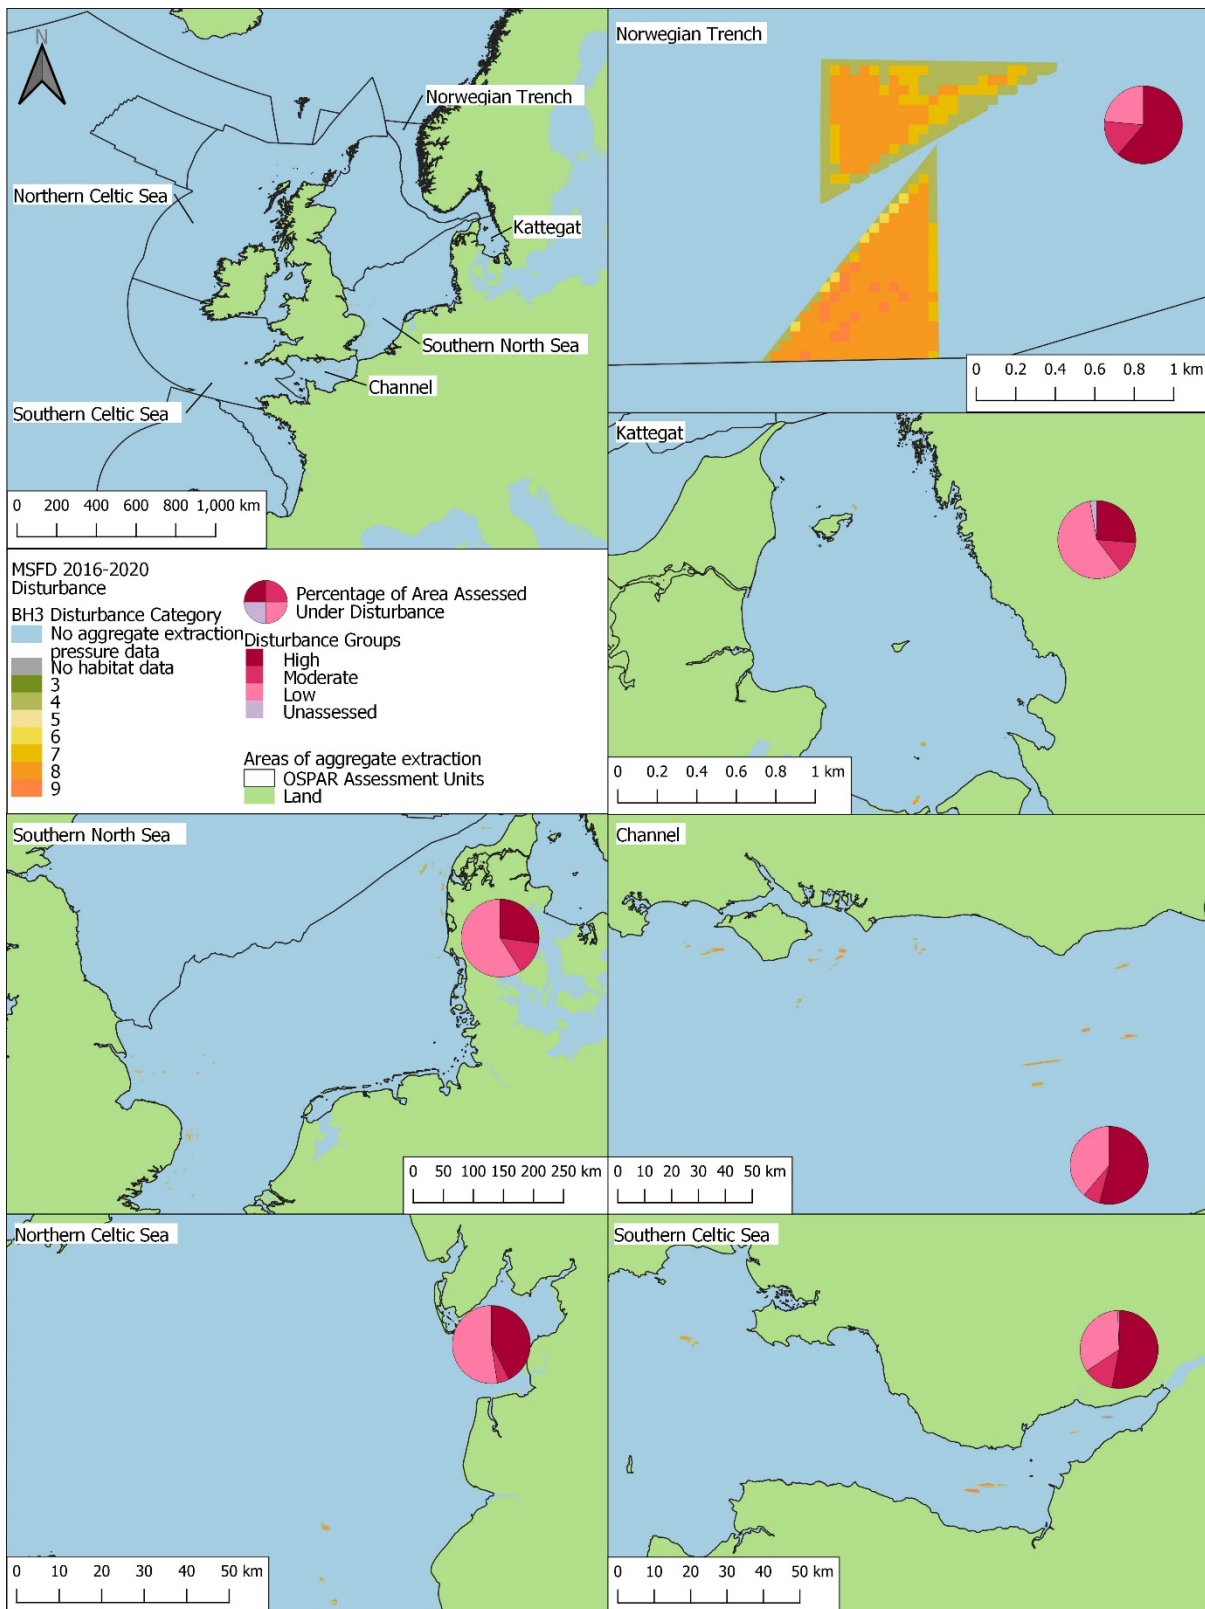 N
Norwegian Trench
Northern Celtic Sea
Kattegat
Southern North Sea
Channel
Southern Celtic Sea
0 200 400 600 800 1,000 km
Norwegian Trench
0 0.2 0.4 0.6 0.8 1 km
Kattegat
0 0.2 0.4 0.6 0.8 1 km
MSFD 2016-2020
Disturbance
BH3 Disturbance Category
No aggregate extraction
pressure data
No habitat data
3
4
5
6
7
8
9
Percentage of Area Assessed
Under Disturbance
Disturbance Groups
High
Moderate
Low
Unassessed
Areas of aggregate extraction
OSPAR Assessment Units
Land
Southern North Sea
0 50 100 150 200 250 km
Channel
0 10 20 30 40 50 km
Northern Celtic Sea
0 10 20 30 40 50 km
Southern Celtic Sea
0 10 20 30 40 50 km